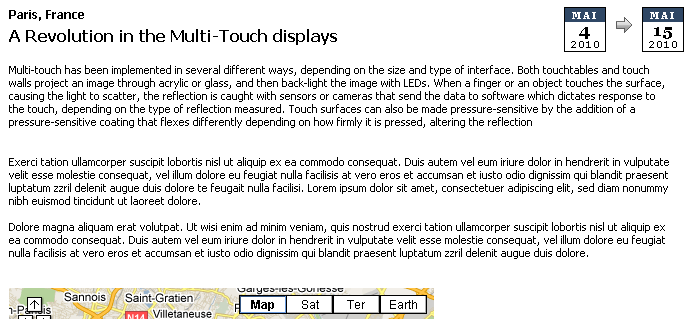 Paris, France
A Revolution in the Multi-Touch displays
MAI
4
2010
MAI
15
2010
Multi-touch has been implemented in several different ways, depending on the size and type of interface. Both touchtables and touch
walls project an image through acrylic or glass, and then back-light the image with LEDs. When a finger or an object touches the surface,
causing the light to scatter, the reflection is caught with sensors or cameras that send the data to software which dictates response to
the touch, depending on the type of reflection measured. Touch surfaces can also be made pressure-sensitive by the addition of a
pressure-sensitive coating that flexes differently depending on how firmly it is pressed, altering the reflection
Exerci tation ullamcorper suscipit lobortis nisl ut aliquip ex ea commodo consequat. Duis autem vel eum iriure dolor in hendrerit in vulputate
velit esse molestie consequat, vel illum dolore eu feugiat nulla facilisis at vero eros et accumsan et iusto odio dignissim qui blandit praesent
luptatum zzril delenit augue duis dolore te feugait nulla facilisi. Lorem ipsum dolor sit amet, consectetuer adipiscing elit, sed diam nonummy
nibh euismod tincidunt ut laoreet dolore.
Dolore magna aliquam erat volutpat. Ut wisi enim ad minim veniam, quis nostrud exerci tation ullamcorper suscipit lobortis nisl ut aliquip ex
ea commodo consequat. Duis autem vel eum iriure dolor in hendrerit in vulputate velit esse molestie consequat, vel illum dolore eu feugiat
nulla facilisis at vero eros et accumsan et iusto odio dignissim qui blandit praesent luptatum zzril delenit augue duis dolore.
Garges-lès-Gonesse
Sannois
Saint-Gratien
Map
Sat
Ter
Earth
N14
Villetaneuse